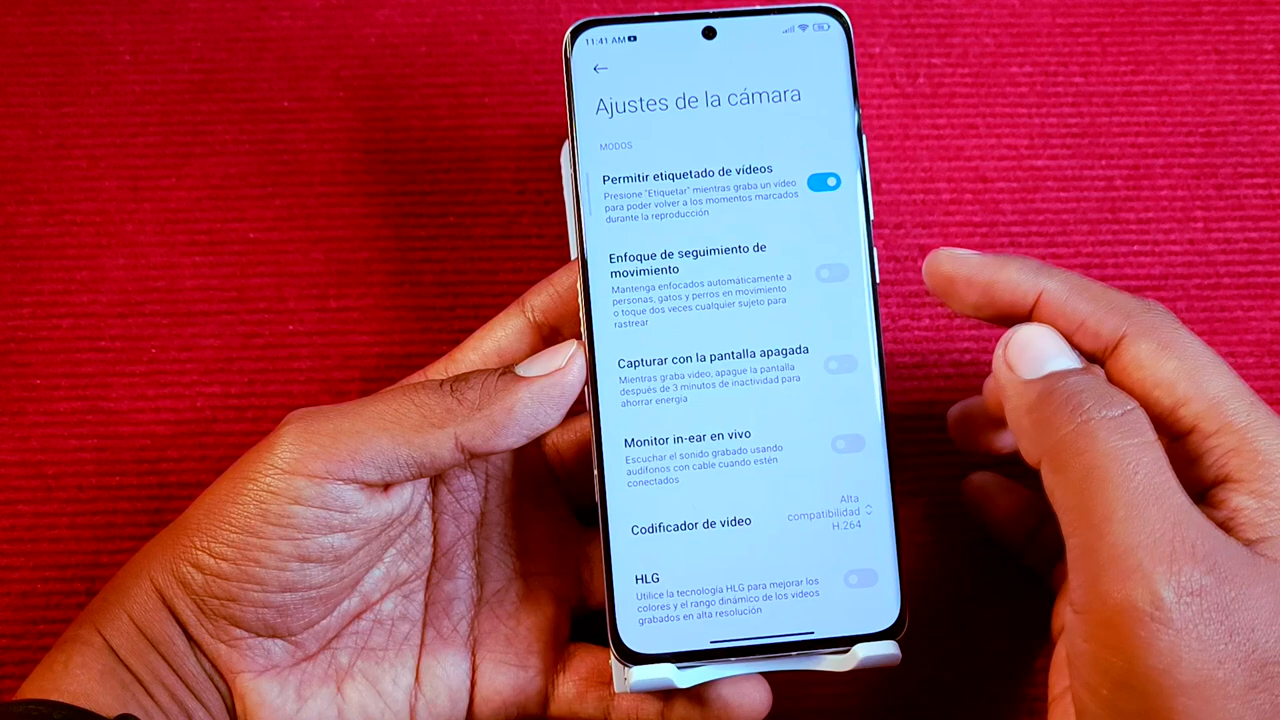 11:41 AM
Ajustes de la cámara
MODOS
Permitir etiquetado de vídeos
Presione "Etiquetar" mientras graba un vídeo
para poder volver a los momentos marcados
durante la reproducción
Enfoque de seguimiento de
movimiento
Mantenga enfocados automáticamente a
personas, gatos y perros en movimiento
o toque dos veces cualquier sujeto para
rastrear
Capturar con la pantalla apagada
Mientras graba video, apague la pantalla
después de 3 minutos de inactividad para
ahorrar energía
Monitor in-ear en vivo
Escuchar el sonido grabado usando
audífonos con cable cuando estén
conectados
Codificador de video
Alta
compatibilidad
H.264
HLG
Utilice la tecnología HLG para mejorar los
colores y el rango dinámico de los videos
grabados en alta resolución